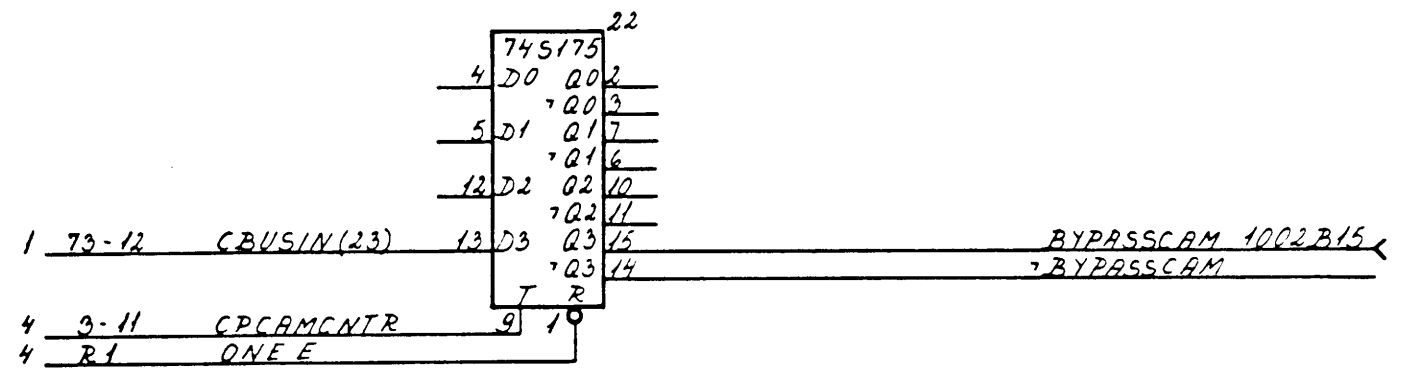 22
74S175
4 D0 Q0 2
¬Q0 3
5 D1 Q1 7
¬Q1 6
12 D2 Q2 10
¬Q2 11
1 73-12 CBUSIN(23) 13 D3 Q3 15 BYPASSCAM 1002B15
¬Q3 14 ¬BYPASSCAM
T R
4 3-11 CPCAMCNTR 9 1
4 R1 ONE E